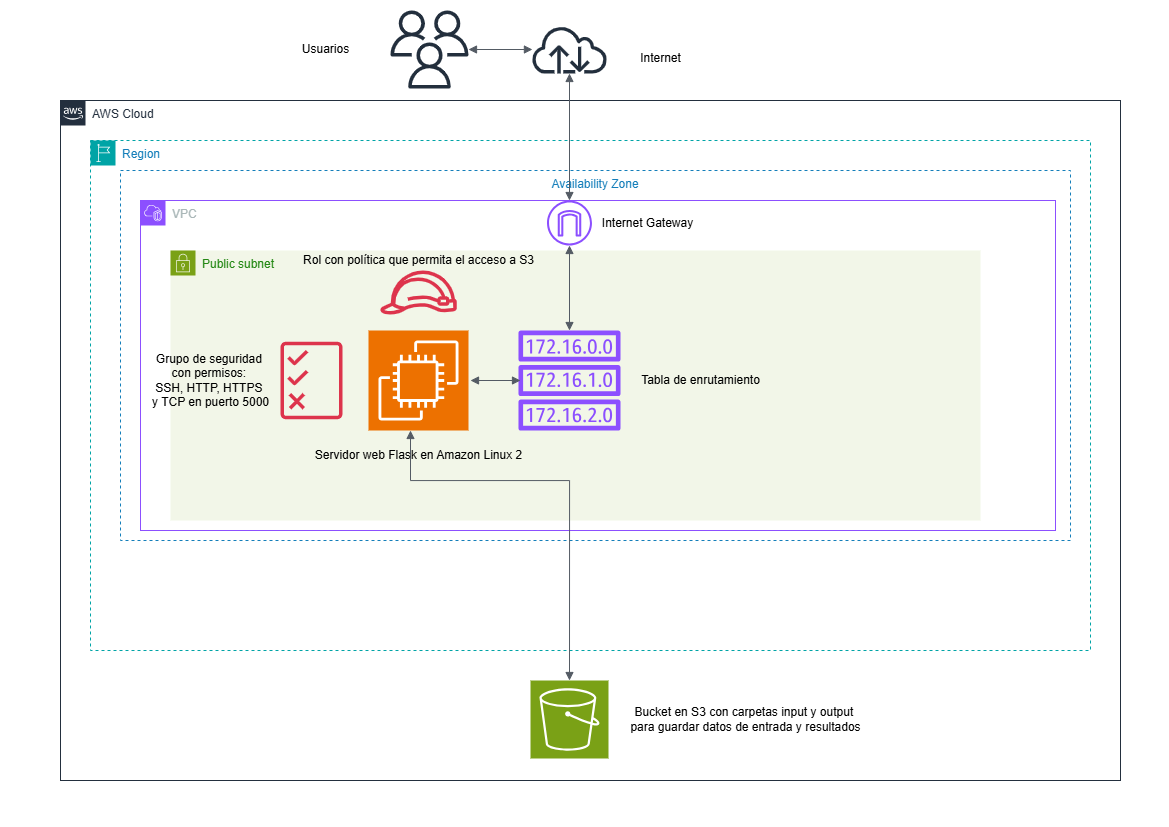 Usuarios
Internet
aws
AWS Cloud
Region
Availability Zone
VPC
Internet Gateway
Public subnet
Rol con política que permita el acceso a S3
Grupo de seguridad
con permisos:
SSH, HTTP, HTTPS
y TCP en puerto 5000
172.16.0.0
172.16.1.0
172.16.2.0
Tabla de enrutamiento
Servidor web Flask en Amazon Linux 2
Bucket en S3 con carpetas input y output
para guardar datos de entrada y resultados